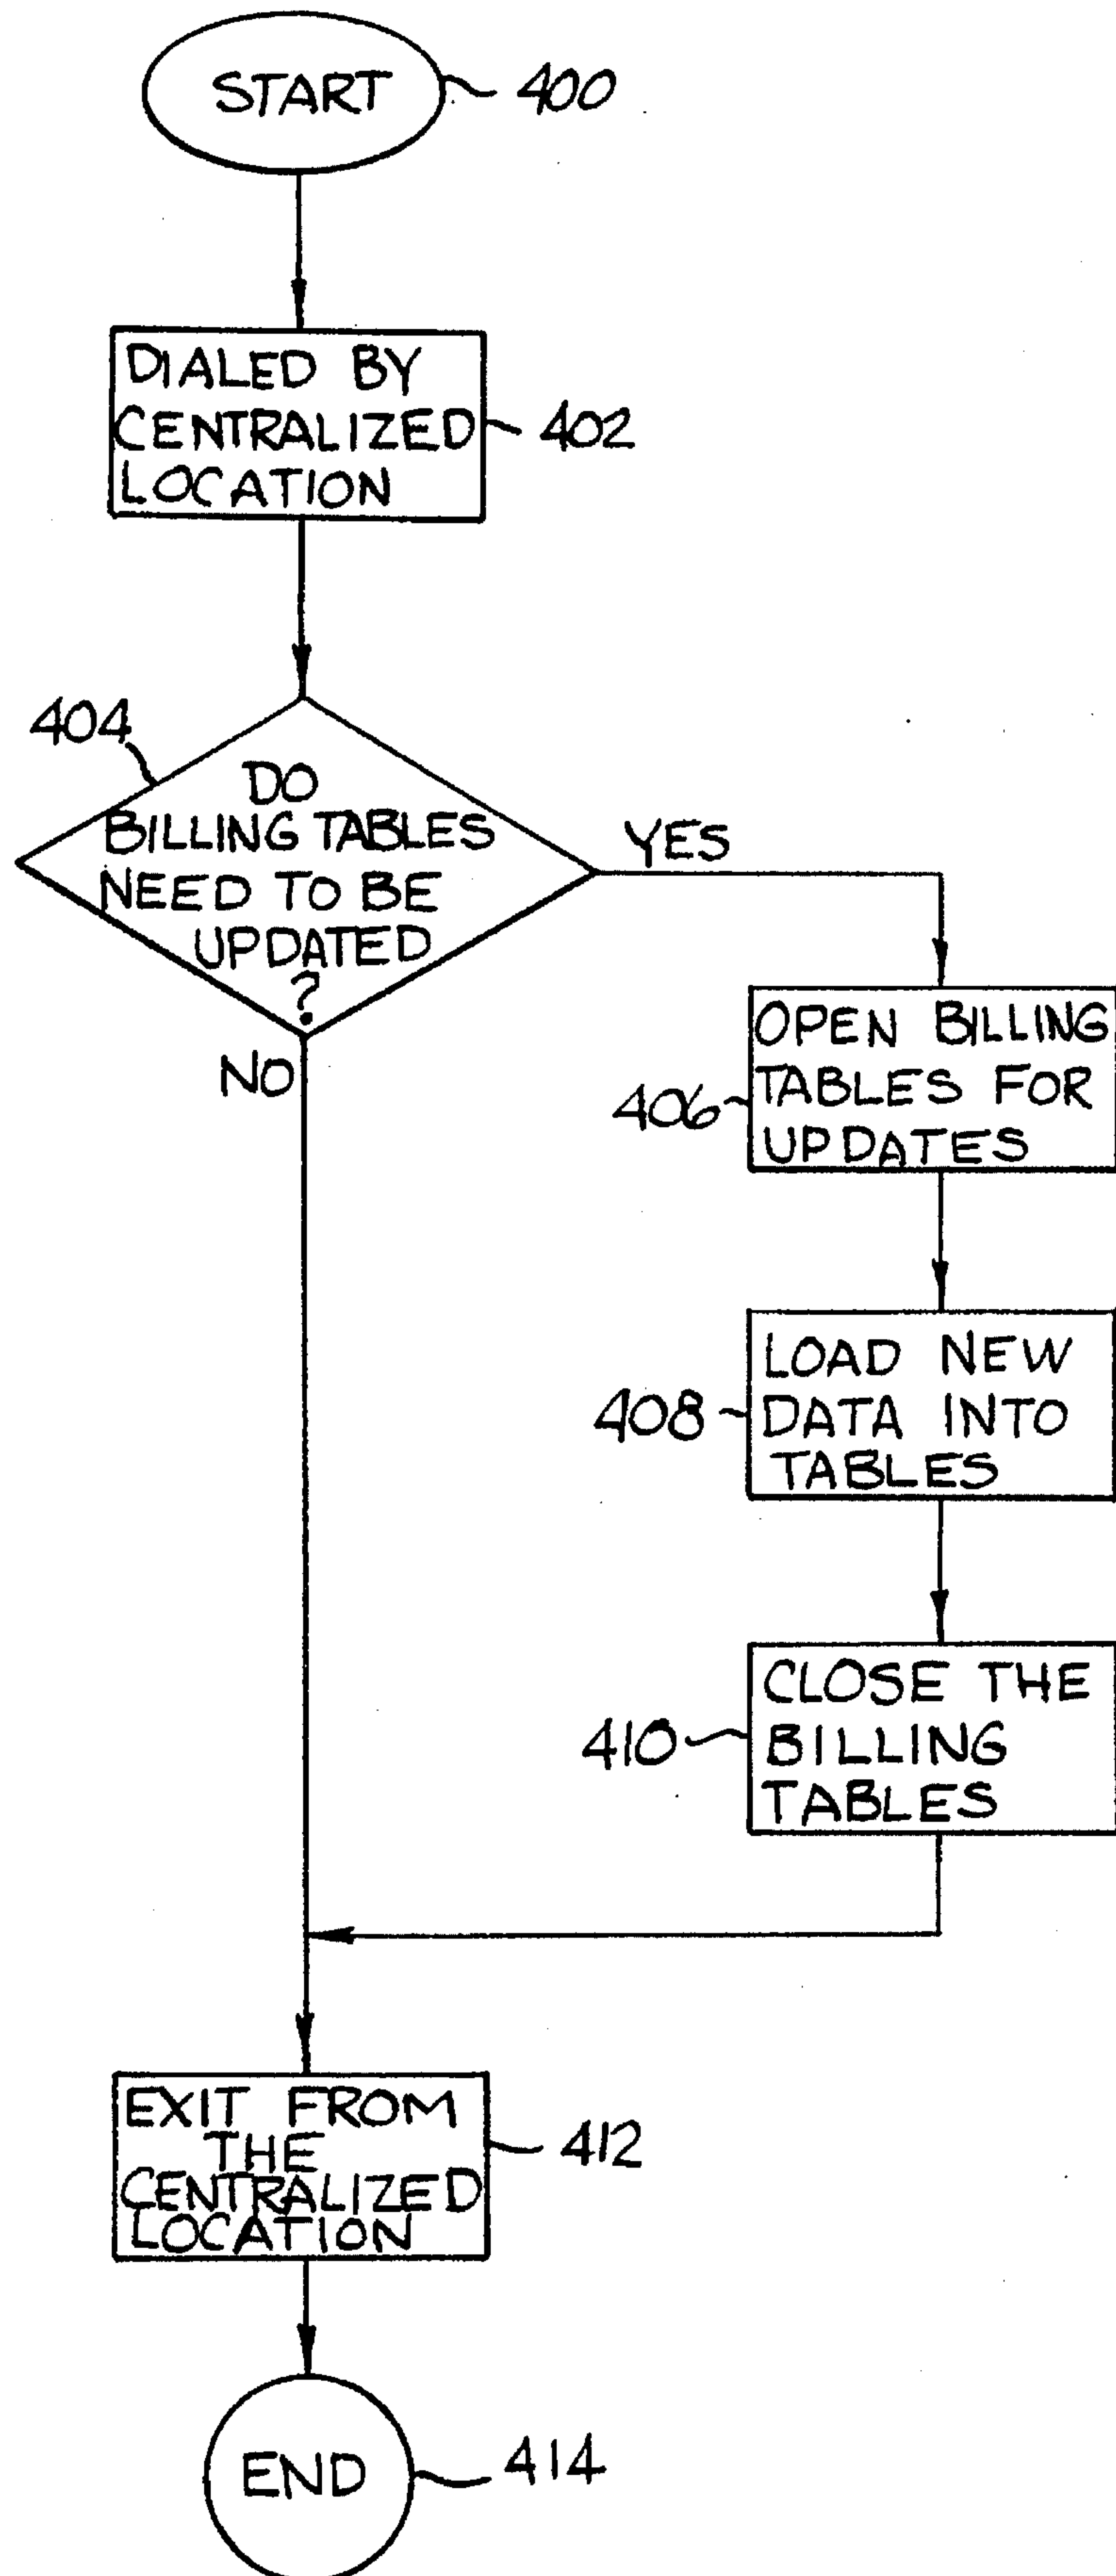 START
400
DIALED BY
CENTRALIZED
LOCATION
402
404
DO
BILLING TABLES
NEED TO BE
UPDATED
?
YES
NO
OPEN BILLING
TABLES FOR
UPDATES
406
LOAD NEW
DATA INTO
TABLES
408
CLOSE THE
BILLING
TABLES
410
EXIT FROM
THE
CENTRALIZED
LOCATION
412
END
414